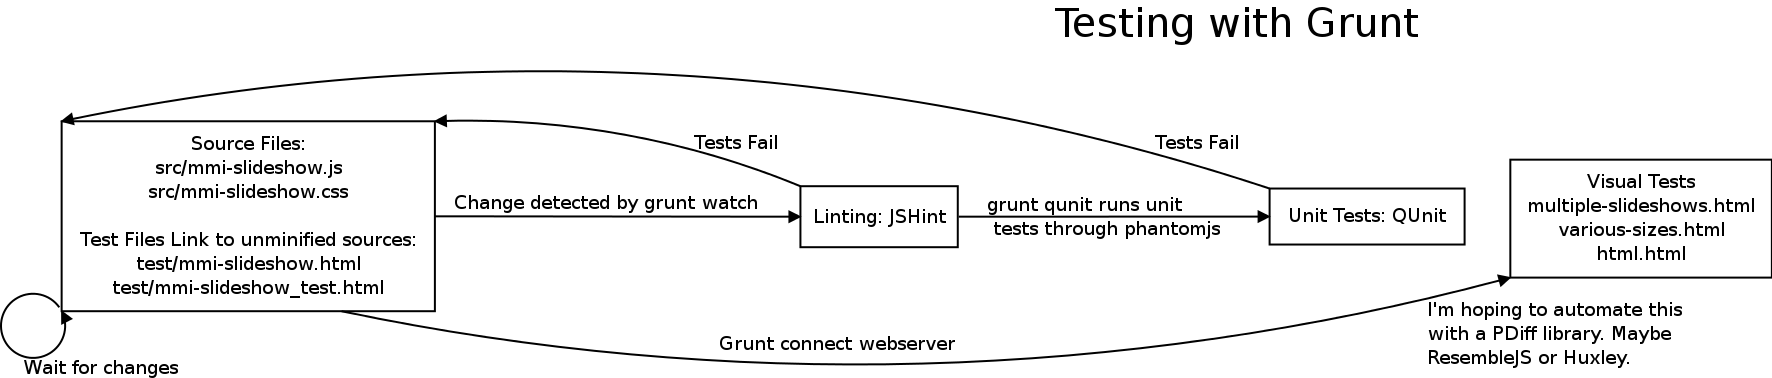 Testing with Grunt
Tests Fail
Tests Fail
Source Files:
src/mmi-slideshow.js
src/mmi-slideshow.css
Test Files Link to unminified sources:
test/mmi-slideshow.html
test/mmi-slideshow_test.html
Wait for changes
Change detected by grunt watch
Linting: JSHint
grunt qunit runs unit
tests through phantomjs
Unit Tests: QUnit
Visual Tests
multiple-slideshows.html
various-sizes.html
html.html
Grunt connect webserver
I'm hoping to automate this
with a PDiff library. Maybe
ResembleJS or Huxley.